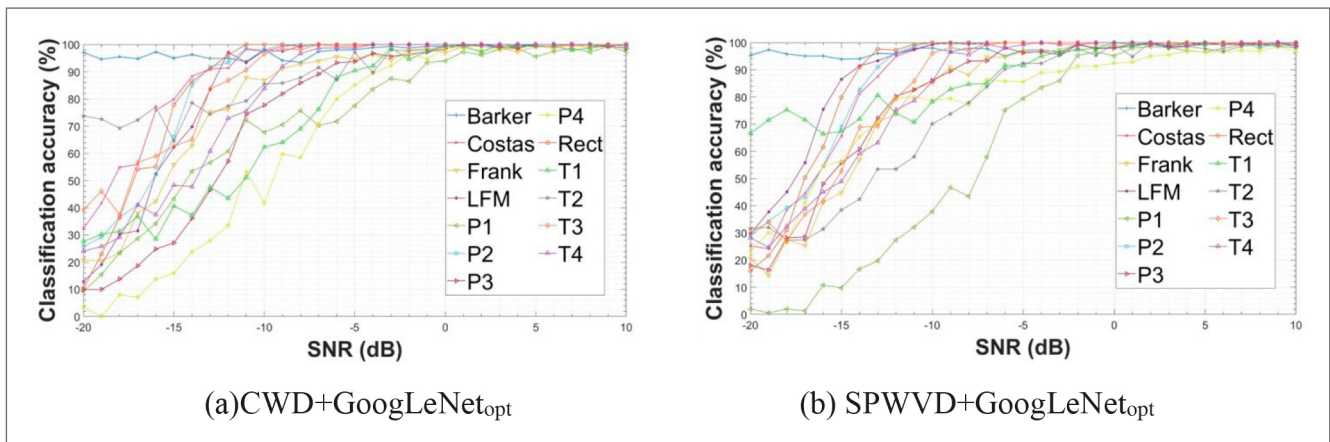 Classification accuracy (%)
100
90
80
70
60
50
40
30
20
10
0
-20
-15
-10
-5
0
5
10
SNR (dB)
Barker
Costas
Frank
LFM
P1
P2
P3
P4
Rect
T1
T2
T3
T4
(a)CWD+GoogLeNetopt
Classification accuracy (%)
100
90
80
70
60
50
40
30
20
10
0
-20
-15
-10
-5
0
5
10
SNR (dB)
Barker
Costas
Frank
LFM
P1
P2
P3
P4
Rect
T1
T2
T3
T4
(b) SPWVD+GoogLeNetopt